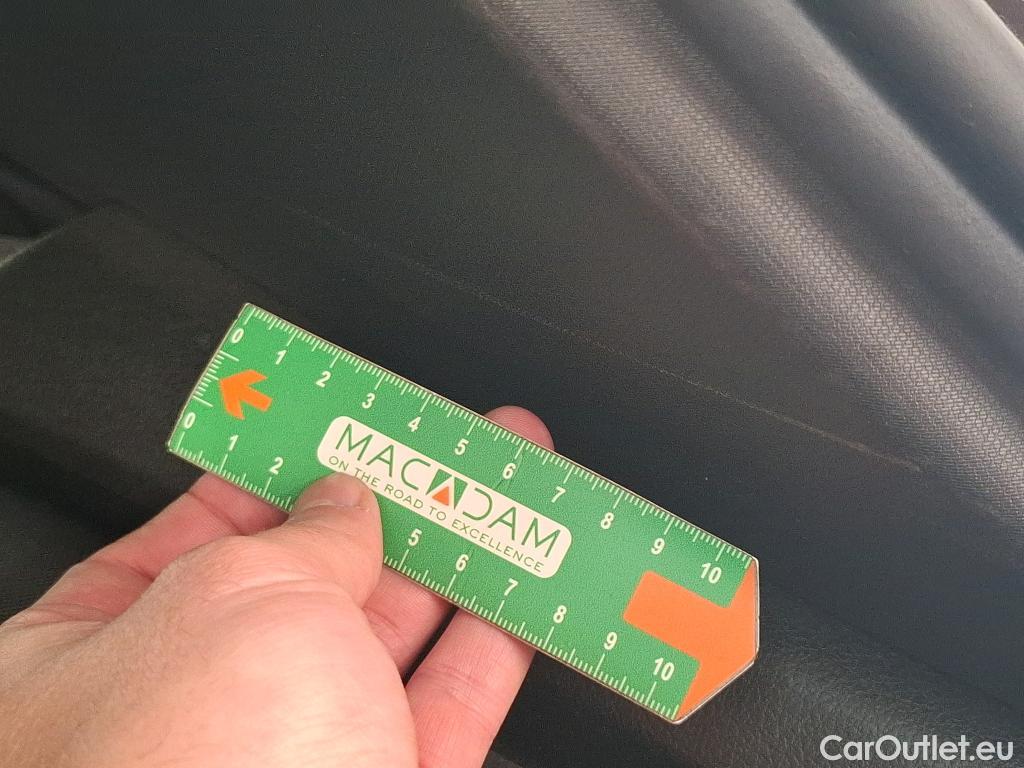 0 1 2 3 4 5 6 7 8 9 10
MACADAM
ON THE ROAD TO EXCELLENCE
0 1 2 5 6 7 8 9 10
CarOutlet.eu